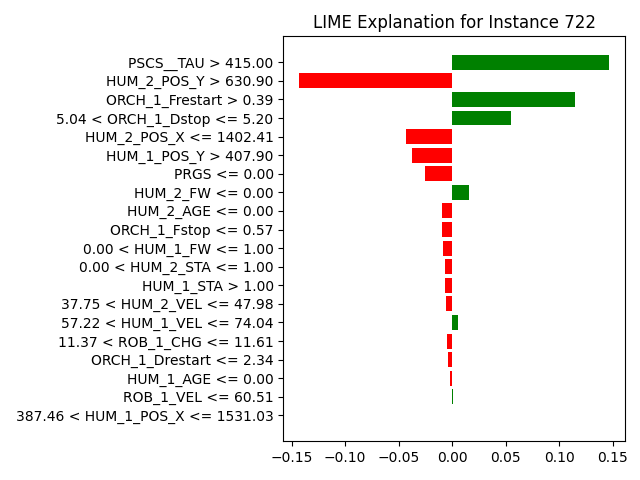 LIME Explanation for Instance 722
PSCS__TAU > 415.00
HUM_2_POS_Y > 630.90
ORCH_1_Frestart > 0.39
5.04 < ORCH_1_Dstop <= 5.20
HUM_2_POS_X <= 1402.41
HUM_1_POS_Y > 407.90
PRGS <= 0.00
HUM_2_FW <= 0.00
HUM_2_AGE <= 0.00
ORCH_1_Fstop <= 0.57
0.00 < HUM_1_FW <= 1.00
0.00 < HUM_2_STA <= 1.00
HUM_1_STA > 1.00
37.75 < HUM_2_VEL <= 47.98
57.22 < HUM_1_VEL <= 74.04
11.37 < ROB_1_CHG <= 11.61
ORCH_1_Drestart <= 2.34
HUM_1_AGE <= 0.00
ROB_1_VEL <= 60.51
387.46 < HUM_1_POS_X <= 1531.03
−0.15 −0.10 −0.05 0.00 0.05 0.10 0.15